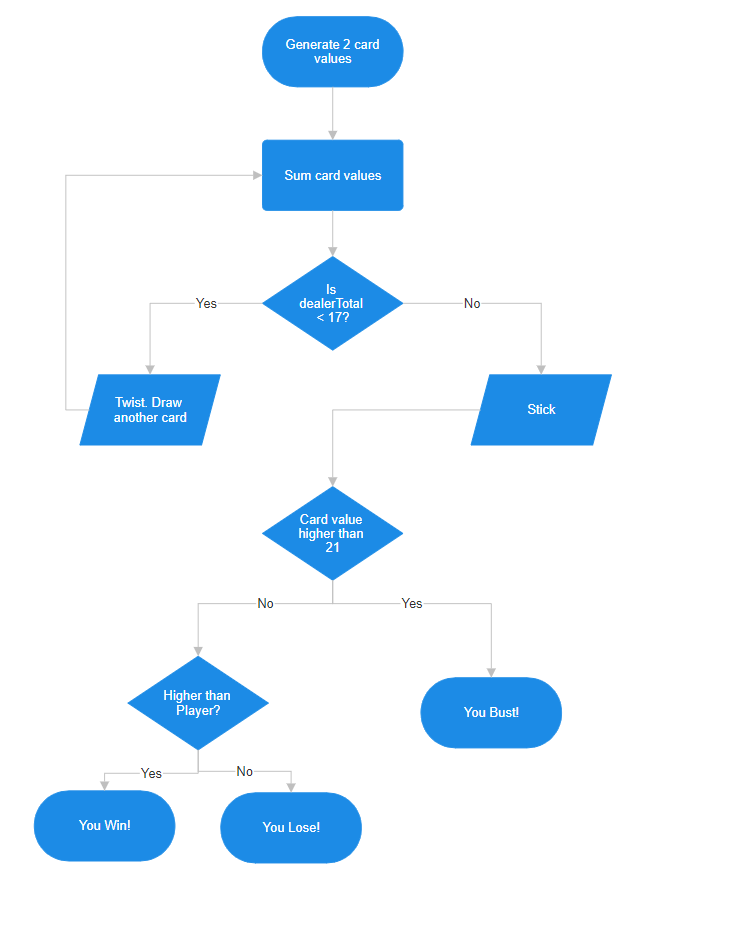 Generate 2 card
values
Sum card values
Is
dealerTotal
< 17?
Yes
No
Twist. Draw
another card
Stick
Card value
higher than
21
No
Yes
Higher than
Player?
You Bust!
Yes
No
You Win!
You Lose!